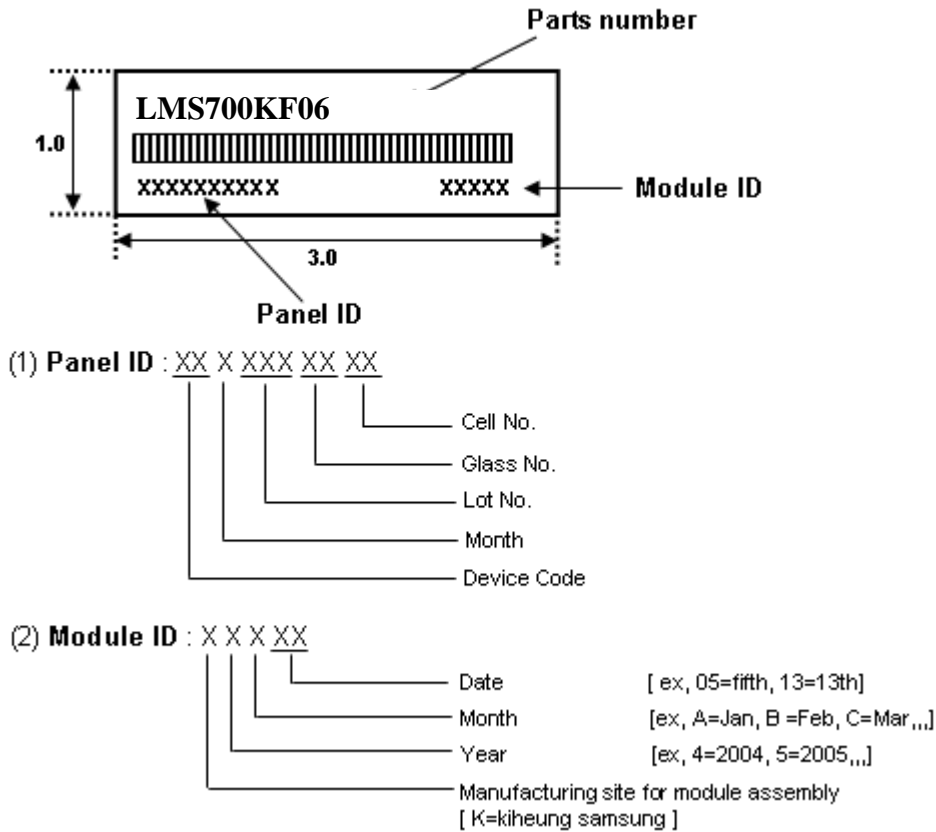 Parts number
LMS700KF06
1.0
XXXXXXXXXX XXXXX
Module ID
3.0
Panel ID
(1) Panel ID : XX X XXX XX XX
Cell No.
Glass No.
Lot No.
Month
Device Code
(2) Module ID : X X X XX
Date [ ex, 05=fifth, 13=13th]
Month [ex, A=Jan, B =Feb, C=Mar,,,]
Year [ex, 4=2004, 5=2005,,,]
Manufacturing site for module assembly
[ K=kiheung samsung ]